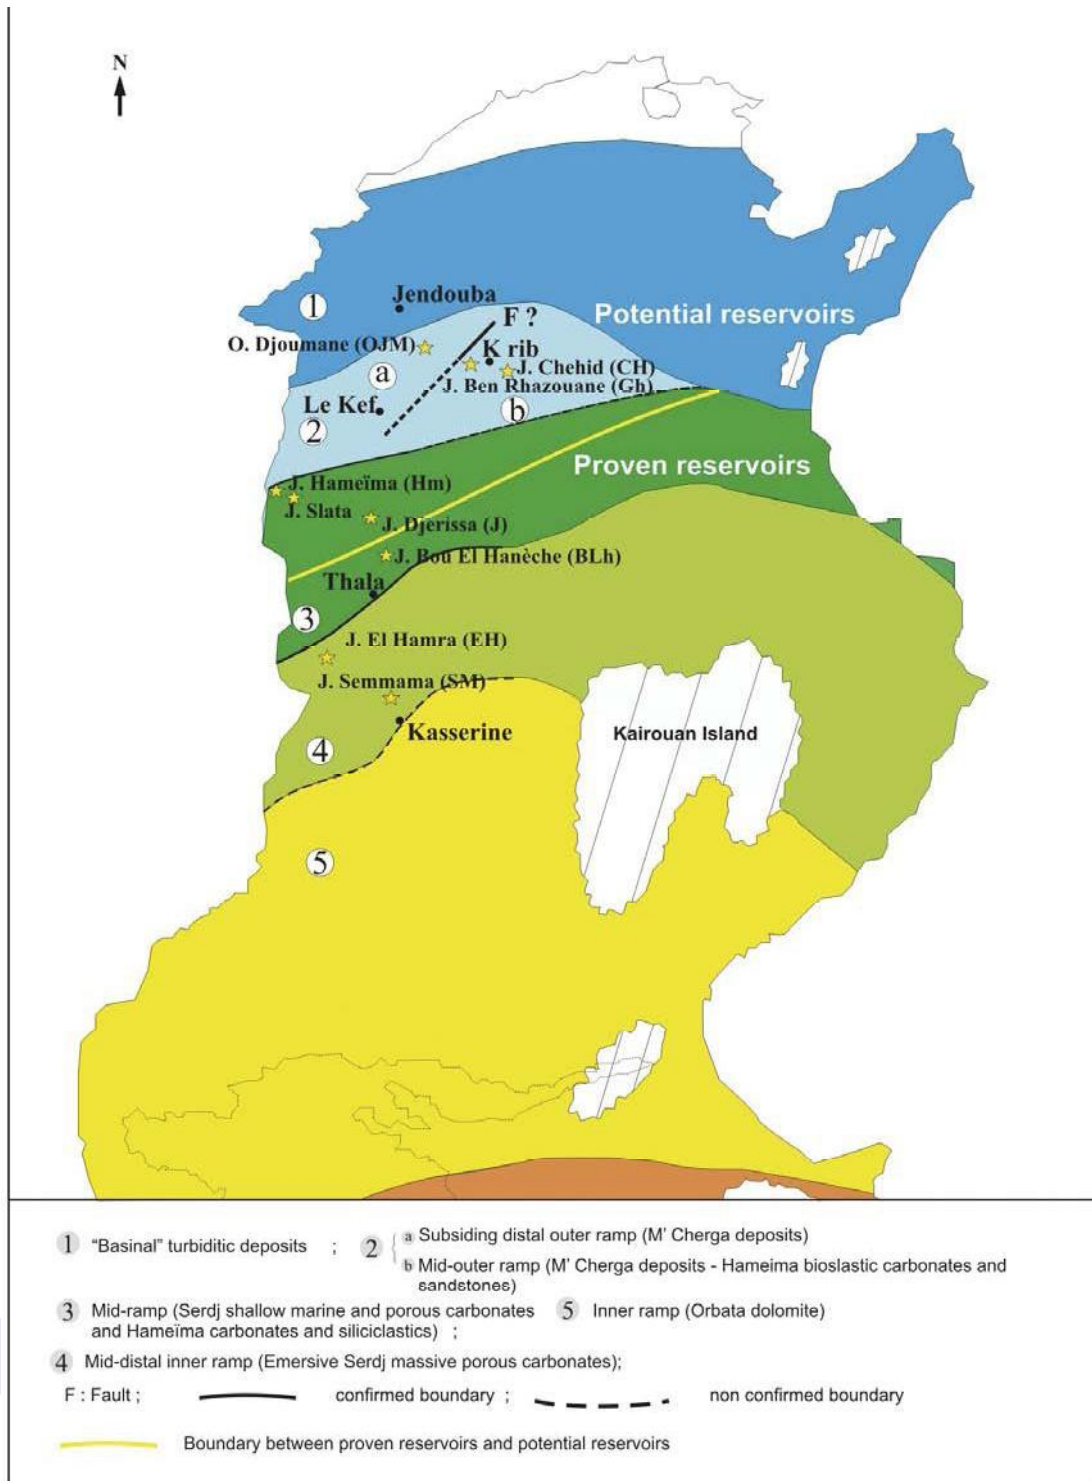 N
1
Jendouba
Potential reservoirs
F ?
O. Djoumane (OJM)
K rib
J. Chehid (CH)
a
J. Ben Rhazouane (Gh)
Le Kef
b
2
Proven reservoirs
J. Hameïma (Hm)
J. Slata
J. Djerissa (J)
J. Bou El Hanèche (BLh)
Thala
3
J. El Hamra (EH)
J. Semmama (SM)
Kasserine
Kairouan Island
4
5
1 "Basinal" turbiditic deposits ; 2 a Subsiding distal outer ramp (M' Cherga deposits)
b Mid-outer ramp (M' Cherga deposits - Hameima bioslastic carbonates and
sandstones)
3 Mid-ramp (Serdj shallow marine and porous carbonates 5 Inner ramp (Orbata dolomite)
and Hameïma carbonates and siliciclastics) ;
4 Mid-distal inner ramp (Emersive Serdj massive porous carbonates);
F : Fault ; confirmed boundary ; non confirmed boundary
Boundary between proven reservoirs and potential reservoirs